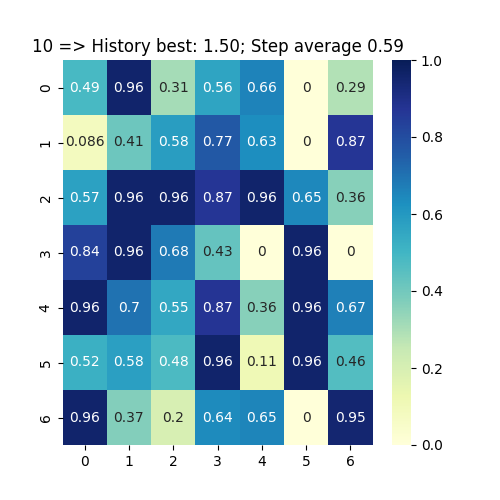 10 => History best: 1.50; Step average 0.59
0 0.49 0.96 0.31 0.56 0.66 0 0.29
1 0.086 0.41 0.58 0.77 0.63 0 0.87
2 0.57 0.96 0.96 0.87 0.96 0.65 0.36
3 0.84 0.96 0.68 0.43 0 0.96 0
4 0.96 0.7 0.55 0.87 0.36 0.96 0.67
5 0.52 0.58 0.48 0.96 0.11 0.96 0.46
6 0.96 0.37 0.2 0.64 0.65 0 0.95
0 1 2 3 4 5 6
1.0
0.8
0.6
0.4
0.2
0.0